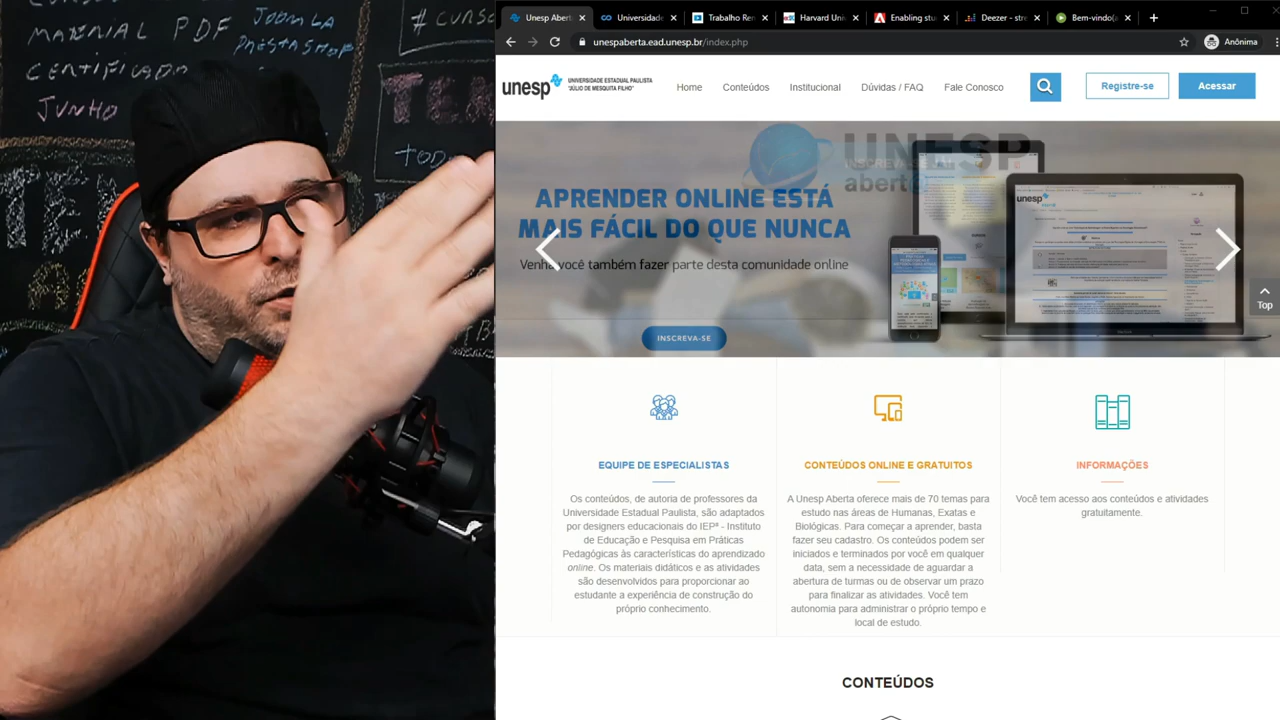 MATERIAL PDF
JOOMLA
PRESTASHOP
CERTIFICADO
JUNHO
Unesp Abert
Universidade
Trabalho Rem
Harvard Univ
Enabling stu
Deezer - stre
Bem-vindo(a
unespaberta.ead.unesp.br/index.php
Anônima
unesp
UNIVERSIDADE ESTADUAL PAULISTA
"JÚLIO DE MESQUITA FILHO"
Home
Conteúdos
Institucional
Dúvidas / FAQ
Fale Conosco
Registre-se
Acessar
UNESP
aberta
APRENDER ONLINE ESTÁ
MAIS FÁCIL DO QUE NUNCA
Venha você também fazer parte desta comunidade online
INSCREVA-SE
unesp
Top
EQUIPE DE ESPECIALISTAS
Os conteúdos, de autoria de professores da
Universidade Estadual Paulista, são adaptados
por designers educacionais do IEP³ - Instituto
de Educação e Pesquisa em Práticas
Pedagógicas às características do aprendizado
online. Os materiais didáticos e as atividades
são desenvolvidos para proporcionar ao
estudante a experiência de construção do
próprio conhecimento.
CONTEÚDOS ONLINE E GRATUITOS
A Unesp Aberta oferece mais de 70 temas para
estudo nas áreas de Humanas, Exatas e
Biológicas. Para começar a aprender, basta
fazer seu cadastro. Os conteúdos podem ser
iniciados e terminados por você em qualquer
data, sem a necessidade de aguardar a
abertura de turmas ou de observar um prazo
para finalizar as atividades. Você tem
autonomia para administrar o próprio tempo e
local de estudo.
INFORMAÇÕES
Você tem acesso aos conteúdos e atividades
gratuitamente.
CONTEÚDOS